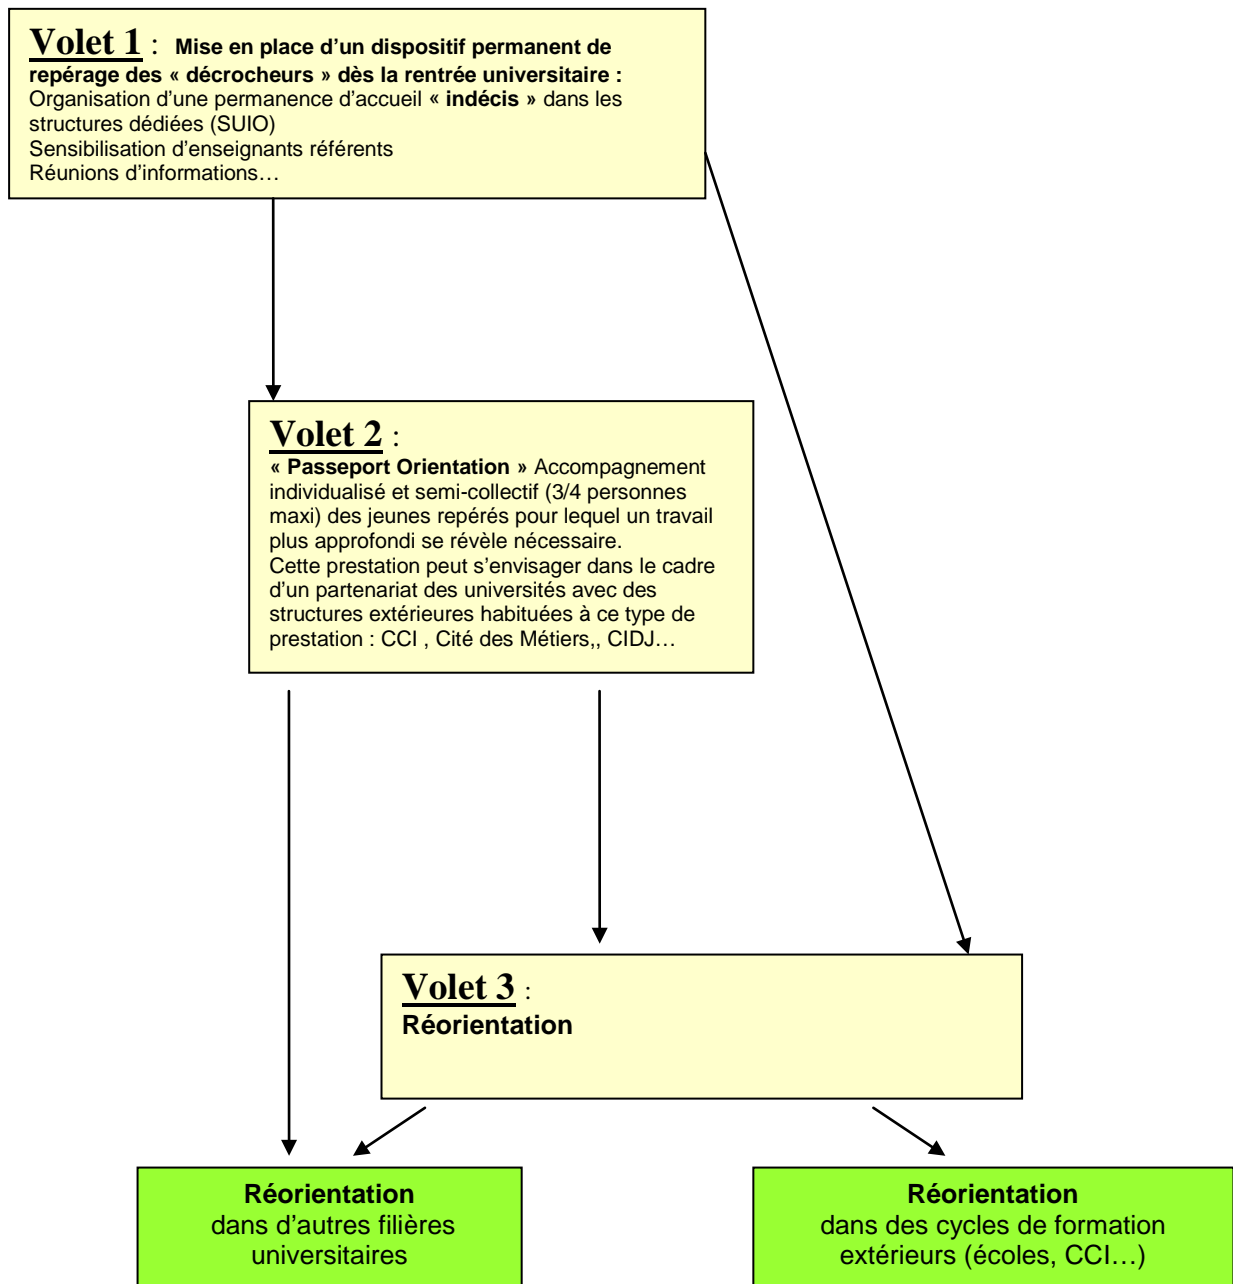 Volet 1 : Mise en place d’un dispositif permanent de
repérage des « décrocheurs » dès la rentrée universitaire :
Organisation d’une permanence d’accueil « indécis » dans les
structures dédiées (SUIO)
Sensibilisation d’enseignants référents
Réunions d’informations…
Volet 2 :
« Passeport Orientation » Accompagnement
individualisé et semi-collectif (3/4 personnes
maxi) des jeunes repérés pour lequel un travail
plus approfondi se révèle nécessaire.
Cette prestation peut s’envisager dans le cadre
d’un partenariat des universités avec des
structures extérieures habituées à ce type de
prestation : CCI , Cité des Métiers,, CIDJ…
Volet 3 :
Réorientation
Réorientation
dans d’autres filières
universitaires
Réorientation
dans des cycles de formation
extérieurs (écoles, CCI…)